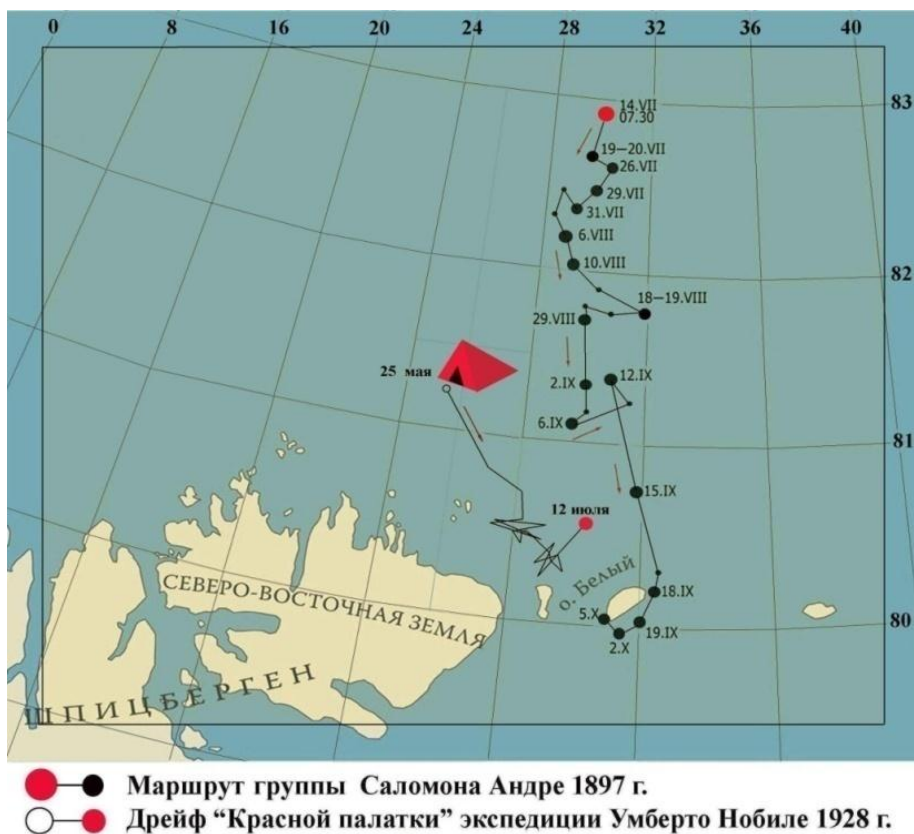 0 8 12 16 20 24 28 32 36 40
83
14.VII
07.30
19—20.VII
26.VII
29.VII
31.VII
6.VIII
10.VIII
82
18—19.VIII
29.VIII
25 мая
2.IX
12.IX
6.IX
81
15.IX
12 июля
о. Белый
СЕВЕРО-ВОСТОЧНАЯ ЗЕМЛЯ
18.IX
5.X
19.IX
2.X
80
ШПИЦБЕРГЕН
Маршрут группы Саломона Андре 1897 г.
Дрейф “Красной палатки” экспедиции Умберто Нобиле 1928 г.